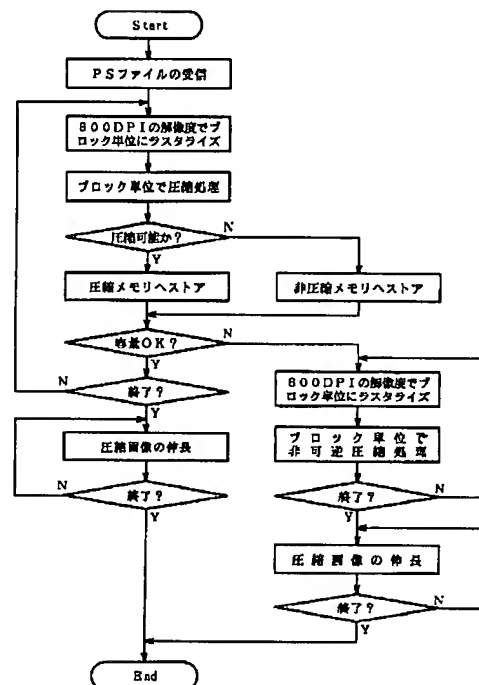 Start
PSファイルの受信
800DPIの解像度でブ
ロック単位にラスタライズ
ブロック単位で圧縮処理
圧縮可能か？
N
Y
圧縮メモリへストア
非圧縮メモリへストア
容量OK？
N
Y
終了？
N
Y
圧縮画像の伸長
終了？
N
Y
800DPIの解像度でブ
ロック単位にラスタライズ
ブロック単位で
非可逆圧縮処理
終了？
N
Y
圧縮画像の伸長
終了？
N
Y
End